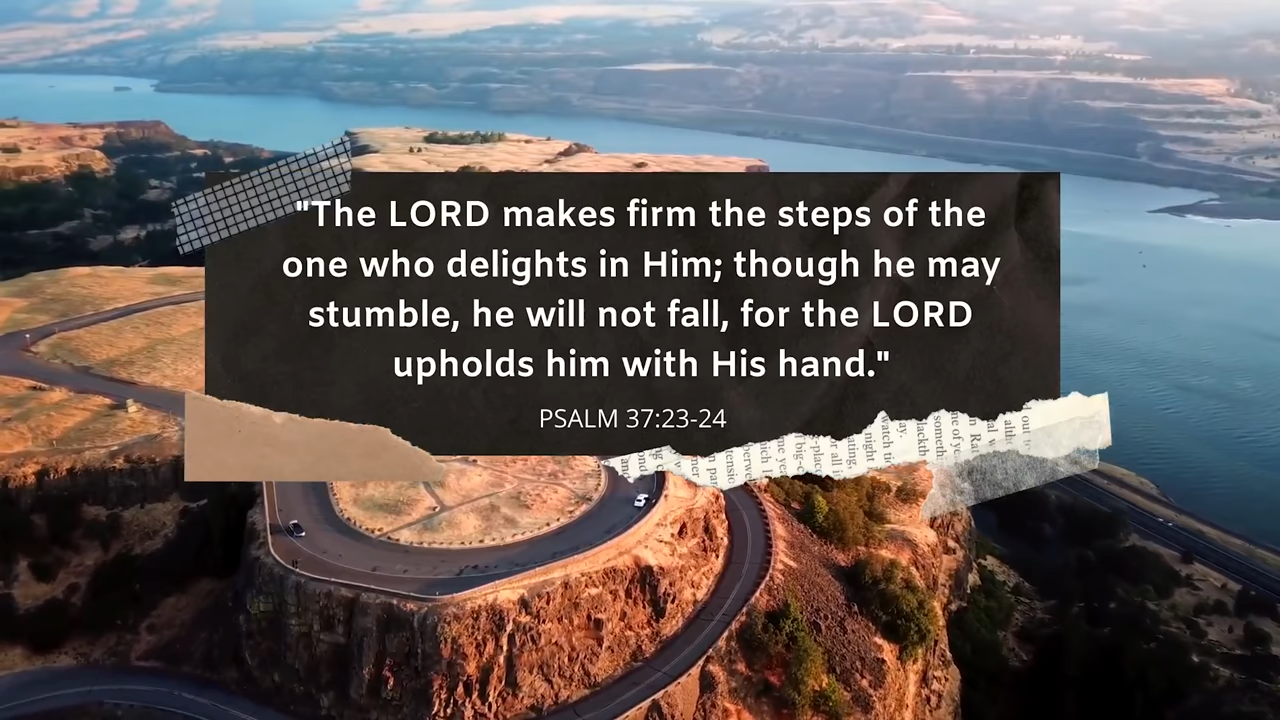 "The LORD makes firm the steps of the
one who delights in Him; though he may
stumble, he will not fall, for the LORD
upholds him with His hand."
PSALM 37:23-24